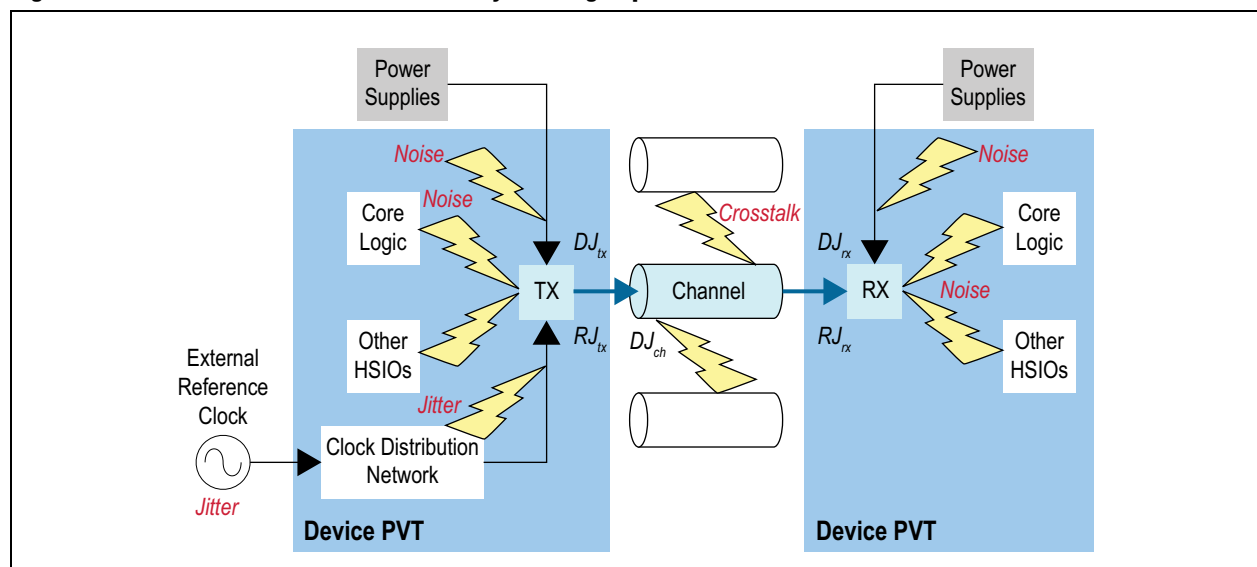 Power
Supplies
Power
Supplies
Noise
Noise
Noise
Core
Logic
Crosstalk
Core
Logic
DJtx
DJrx
TX
Channel
RX
Noise
Other
HSIOs
RJtx
DJch
RJrx
Other
HSIOs
External
Reference
Clock
Jitter
Clock Distribution
Network
Jitter
Device PVT
Device PVT